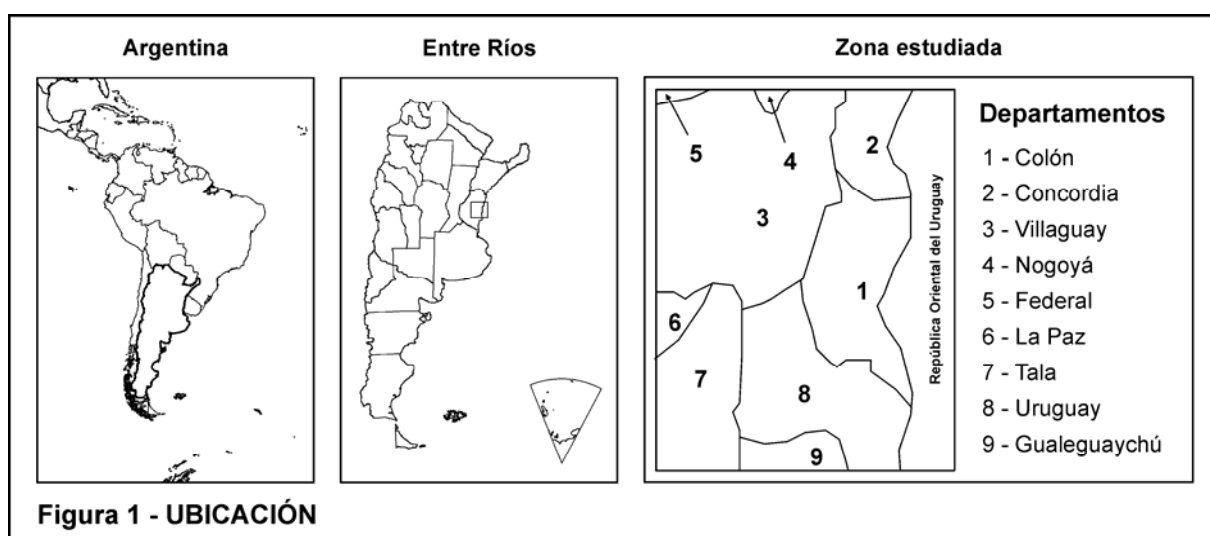 Argentina
Entre Ríos
Zona estudiada
5
4
2
3
1
6
7
8
9
República Oriental del Uruguay
Departamentos
1 - Colón
2 - Concordia
3 - Villaguay
4 - Nogoyá
5 - Federal
6 - La Paz
7 - Tala
8 - Uruguay
9 - Gualeguaychú
Figura 1 - UBICACIÓN